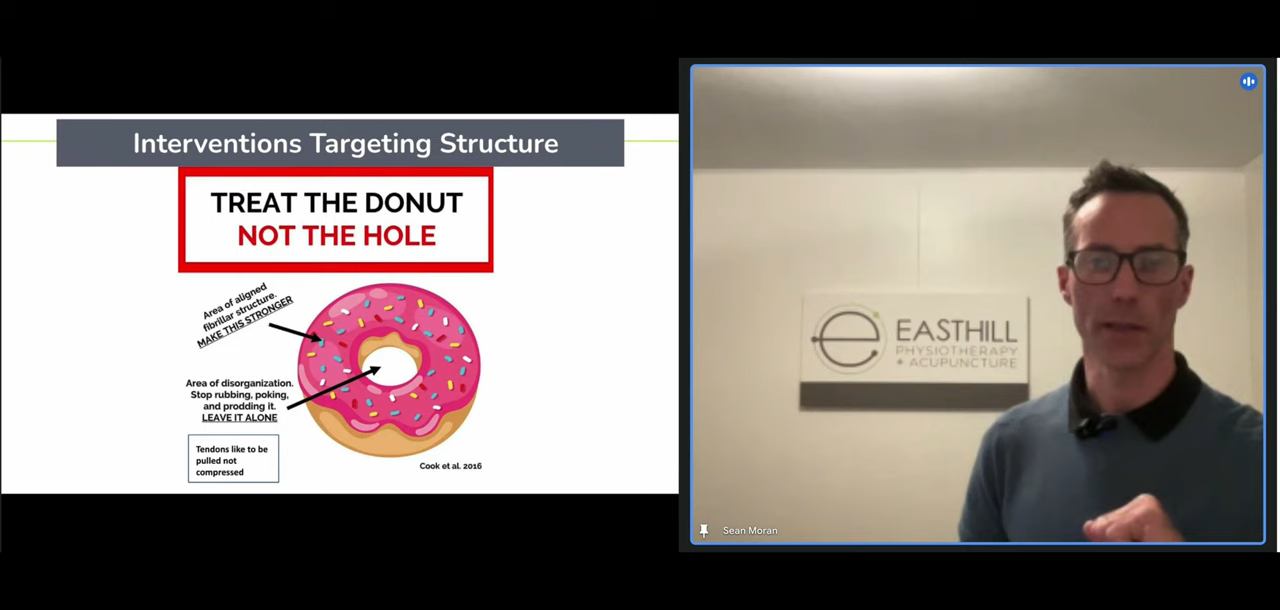 Interventions Targeting Structure
TREAT THE DONUT
NOT THE HOLE
Area of aligned
fibrillar structure.
MAKE THIS STRONGER
Area of disorganization.
Stop rubbing, poking,
and prodding it.
LEAVE IT ALONE
Tendons like to be
pulled not
compressed
Cook et al. 2016
EASTHILL
PHYSIOTHERAPY
+ ACUPUNCTURE
Sean Moran